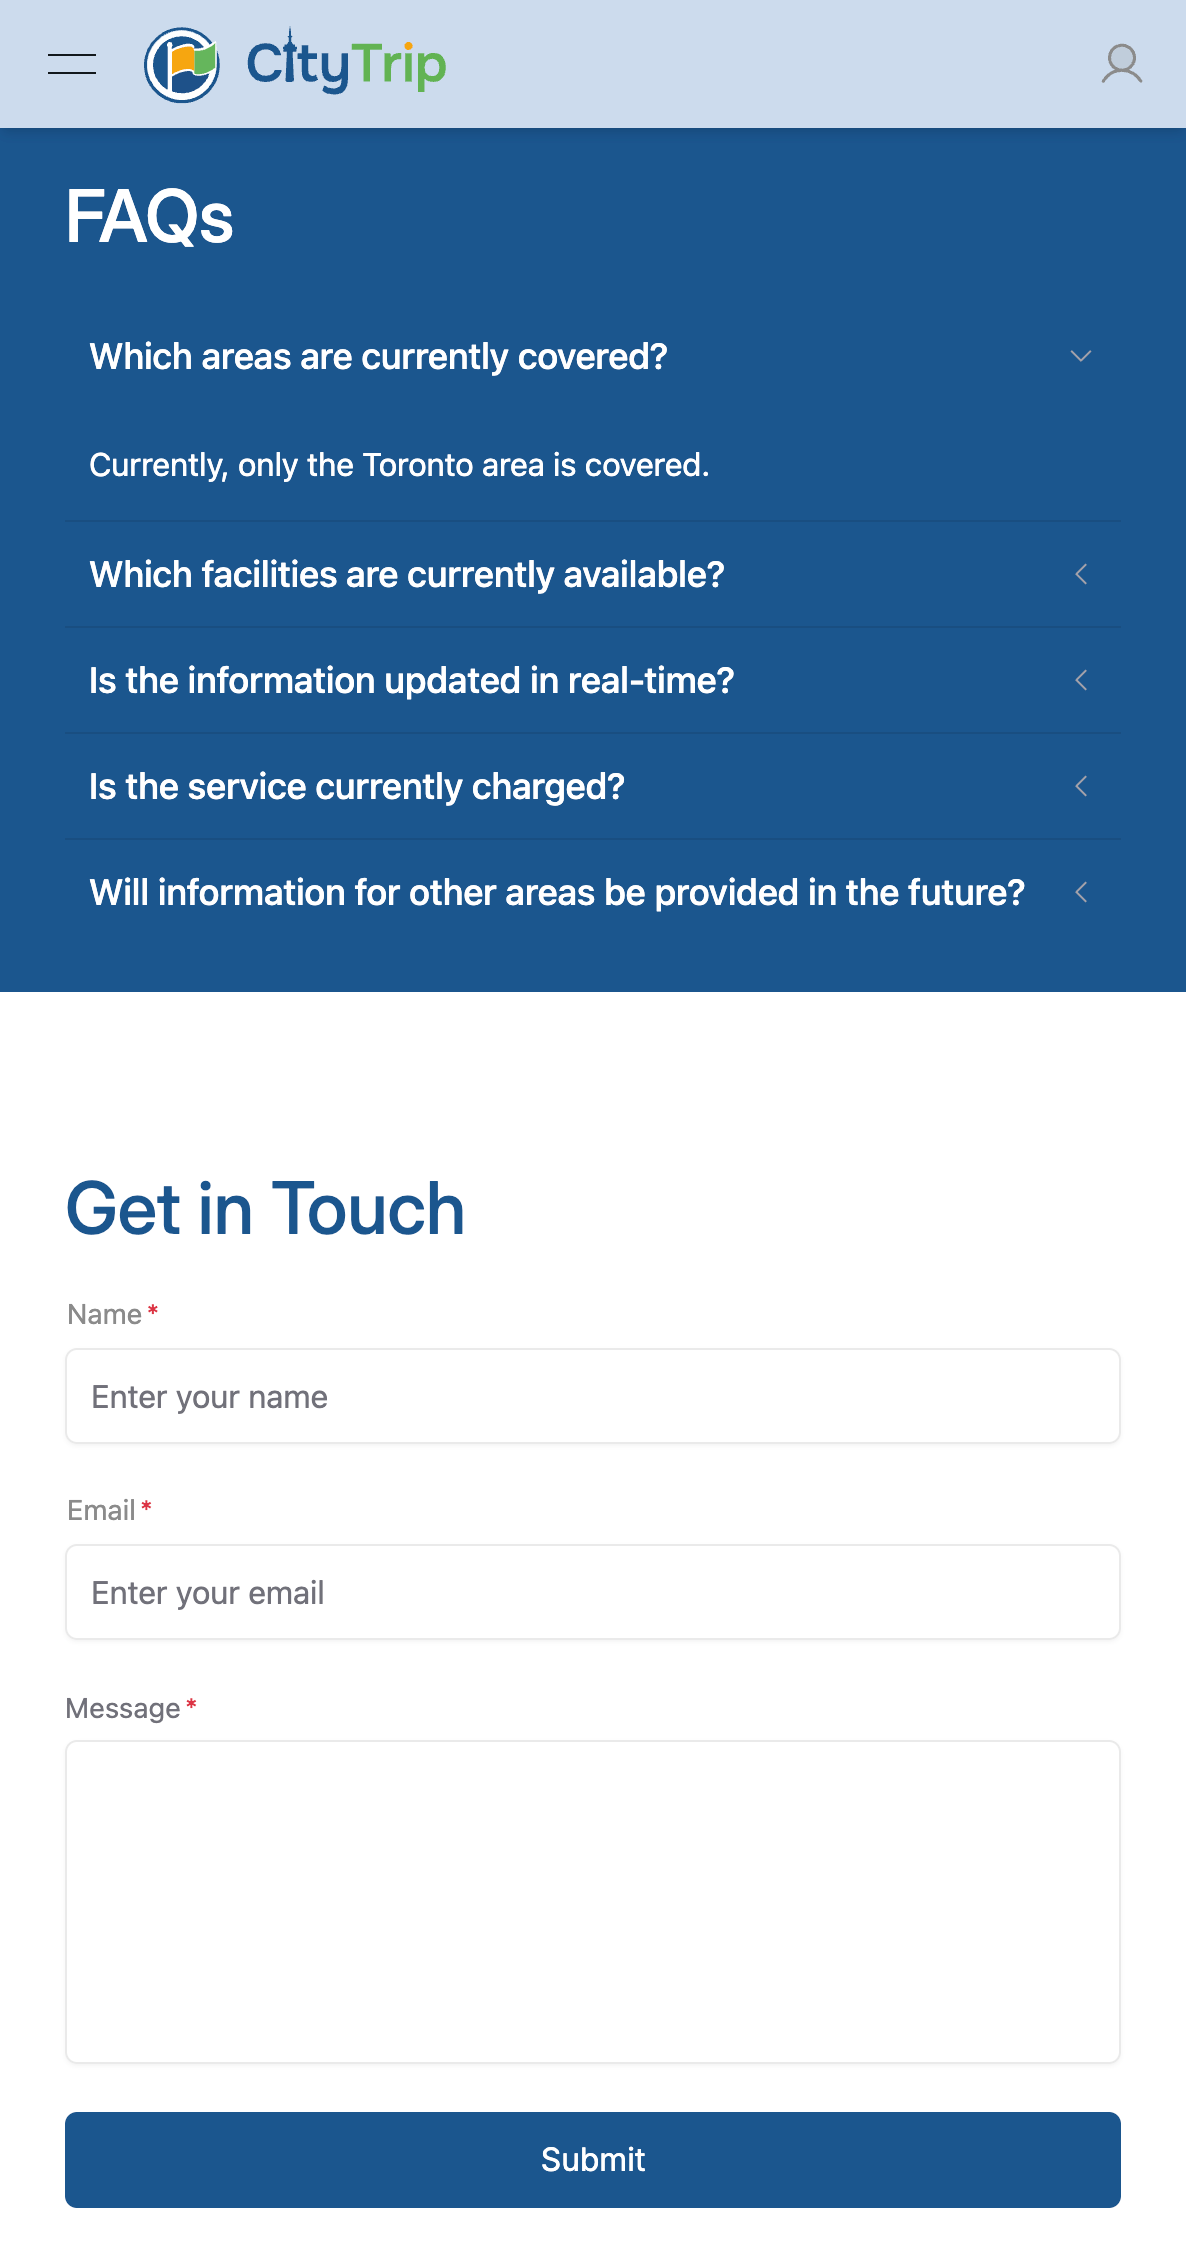 CityTrip
FAQs
Which areas are currently covered?
Currently, only the Toronto area is covered.
Which facilities are currently available?
Is the information updated in real-time?
Is the service currently charged?
Will information for other areas be provided in the future?
Get in Touch
Name *
Enter your name
Email *
Enter your email
Message *
Submit